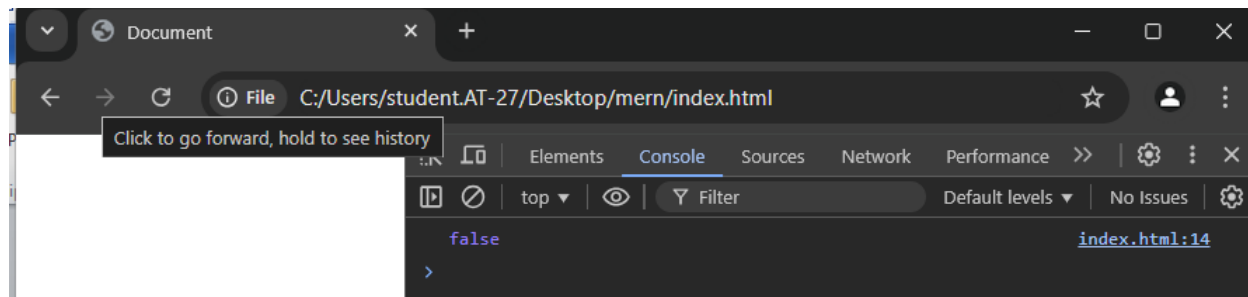 Document
File C:/Users/student.AT-27/Desktop/mern/index.html
Click to go forward, hold to see history
Elements Console Sources Network Performance
top Filter Default levels No Issues
false index.html:14